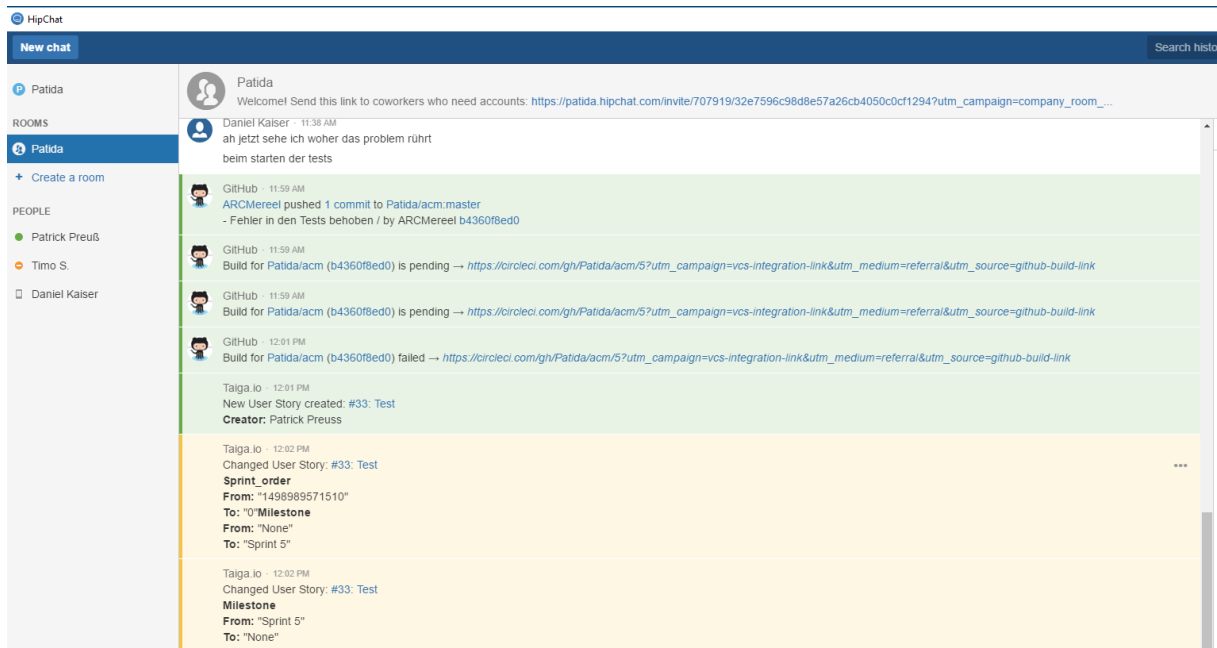 HipChat
New chat
Search histo
Patida
ROOMS
Patida
+ Create a room
PEOPLE
Patrick Preuß
Timo S.
Daniel Kaiser
Patida
Welcome! Send this link to coworkers who need accounts: https://patida.hipchat.com/invite/707919/32e7596c98d8e57a26cb4050c0cf1294?utm_campaign=company_room_...
Daniel Kaiser · 11:38 AM
ah jetzt sehe ich woher das problem rührt
beim starten der tests
GitHub · 11:59 AM
ARCMereel pushed 1 commit to Patida/acm:master
- Fehler in den Tests behoben / by ARCMereel b4360f8ed0
GitHub · 11:59 AM
Build for Patida/acm (b4360f8ed0) is pending → https://circleci.com/gh/Patida/acm/5?utm_campaign=vcs-integration-link&utm_medium=referral&utm_source=github-build-link
GitHub · 11:59 AM
Build for Patida/acm (b4360f8ed0) is pending → https://circleci.com/gh/Patida/acm/5?utm_campaign=vcs-integration-link&utm_medium=referral&utm_source=github-build-link
GitHub · 12:01 PM
Build for Patida/acm (b4360f8ed0) failed → https://circleci.com/gh/Patida/acm/5?utm_campaign=vcs-integration-link&utm_medium=referral&utm_source=github-build-link
Taiga.io · 12:01 PM
New User Story created: #33: Test
Creator: Patrick Preuss
Taiga.io · 12:02 PM
Changed User Story: #33: Test
Sprint_order
From: "1498989571510"
To: "0"Milestone
From: "None"
To: "Sprint 5"
Taiga.io · 12:02 PM
Changed User Story: #33: Test
Milestone
From: "Sprint 5"
To: "None"